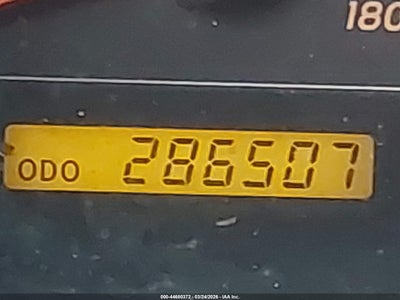 180
ODO 286507
000-44600372 - 03/24/2026 - IAA Inc.